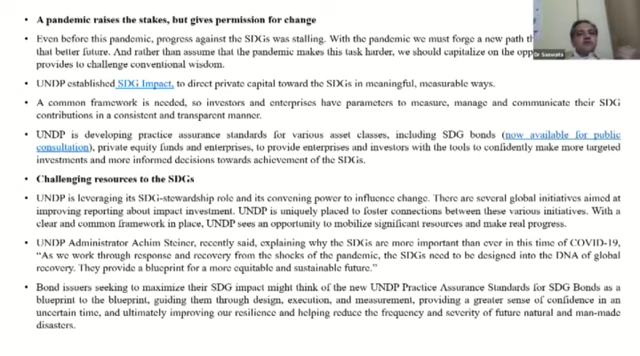 • A pandemic raises the stakes, but gives permission for change
• Even before this pandemic, progress against the SDGs was stalling. With the pandemic we must forge a new path
that better future. And rather than assume that the pandemic makes this task harder, we should capitalize on the
provides to challenge conventional wisdom.
• UNDP established SDG Impact, to direct private capital toward the SDGs in meaningful, measurable ways.
• A common framework is needed, so investors and enterprises have parameters to measure, manage and communicate their SDG
contributions in a consistent and transparent manner.
• UNDP is developing practice assurance standards for various asset classes, including SDG bonds (now available for public
consultation), private equity funds and enterprises, to provide enterprises and investors with the tools to confidently make more targeted
investments and more informed decisions towards achievement of the SDGs.
• Challenging resources to the SDGs
• UNDP is leveraging its SDG-stewardship role and its convening power to influence change. There are several global initiatives aimed at
improving reporting about impact investment. UNDP is uniquely placed to foster connections between these various initiatives. With a
clear and common framework in place, UNDP sees an opportunity to mobilize significant resources and make real progress.
• UNDP Administrator Achim Steiner, recently said, explaining why the SDGs are more important than ever in this time of COVID-19,
“As we work through response and recovery from the shocks of the pandemic, the SDGs need to be designed into the DNA of global
recovery. They provide a blueprint for a more equitable and sustainable future.”
• Bond issuers seeking to maximize their SDG impact might think of the new UNDP Practice Assurance Standards for SDG Bonds as a
blueprint to the blueprint, guiding them through design, execution, and measurement, providing a greater sense of confidence in an
uncertain time, and ultimately improving our resilience and helping reduce the frequency and severity of future natural and man-made
disasters.